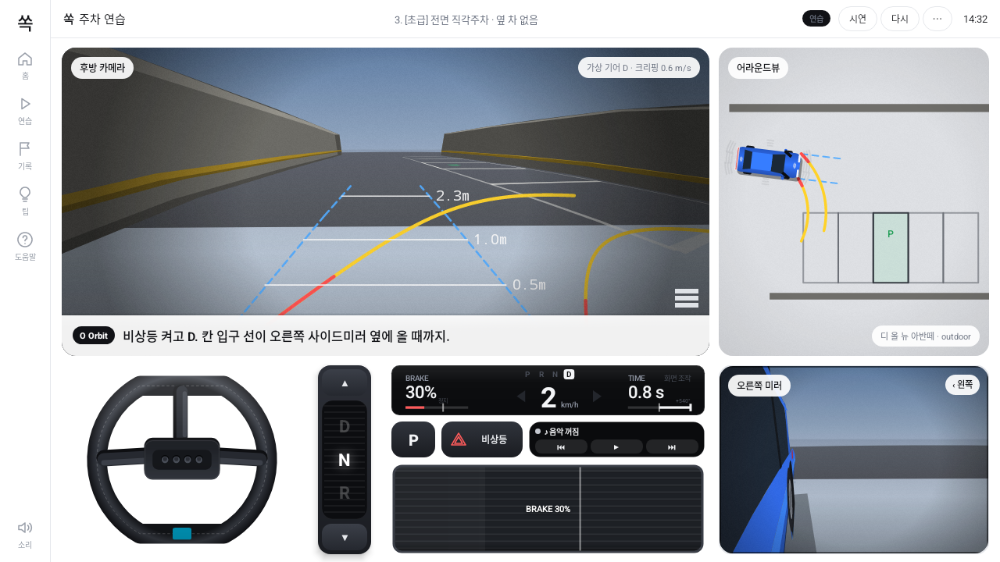 쏙
쏙 주차 연습
3. [초급] 전면 직각주차 · 옆 차 없음
연습
시연
다시
···
14:32
홈
연습
기록
팁
도움말
소리
후방 카메라
가상 기어 D · 크리핑 0.6 m/s
2.3m
1.0m
0.5m
O Orbit
비상등 켜고 D. 칸 입구 선이 오른쪽 사이드미러 옆에 올 때까지.
어라운드뷰
P
디 올 뉴 아반떼 · outdoor
▲
D
N
R
▼
P R N D
BRAKE
30%
2 km/h
TIME
화면 조작
0.8 s
P
비상등
♪ 음악 꺼짐
BRAKE 30%
오른쪽 미러
‹ 왼쪽